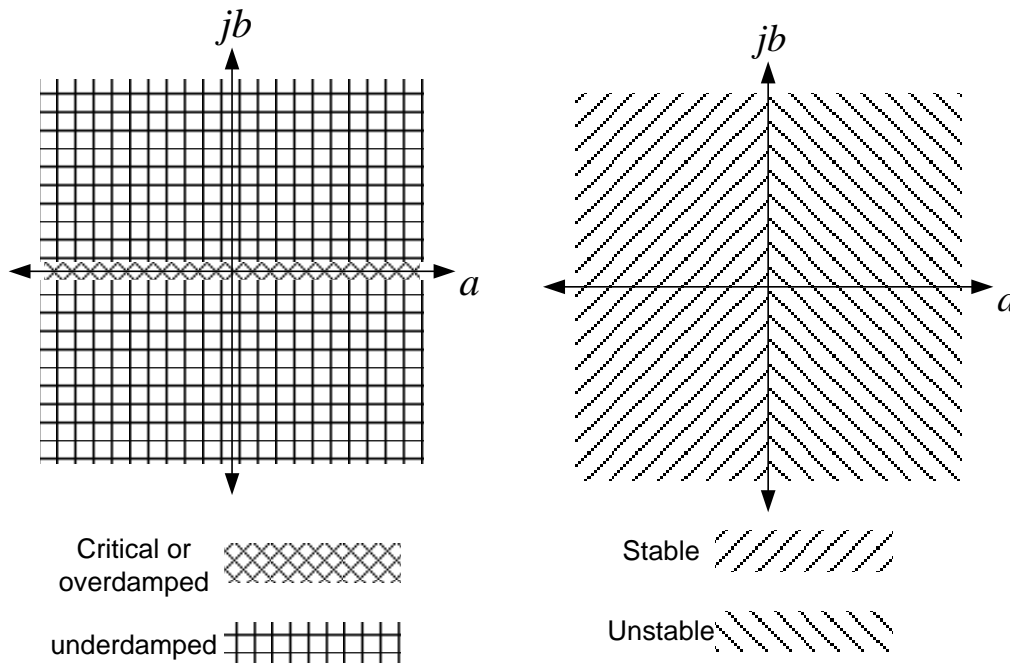 jb
a
Critical or
overdamped
underdamped
jb
a
Stable
Unstable